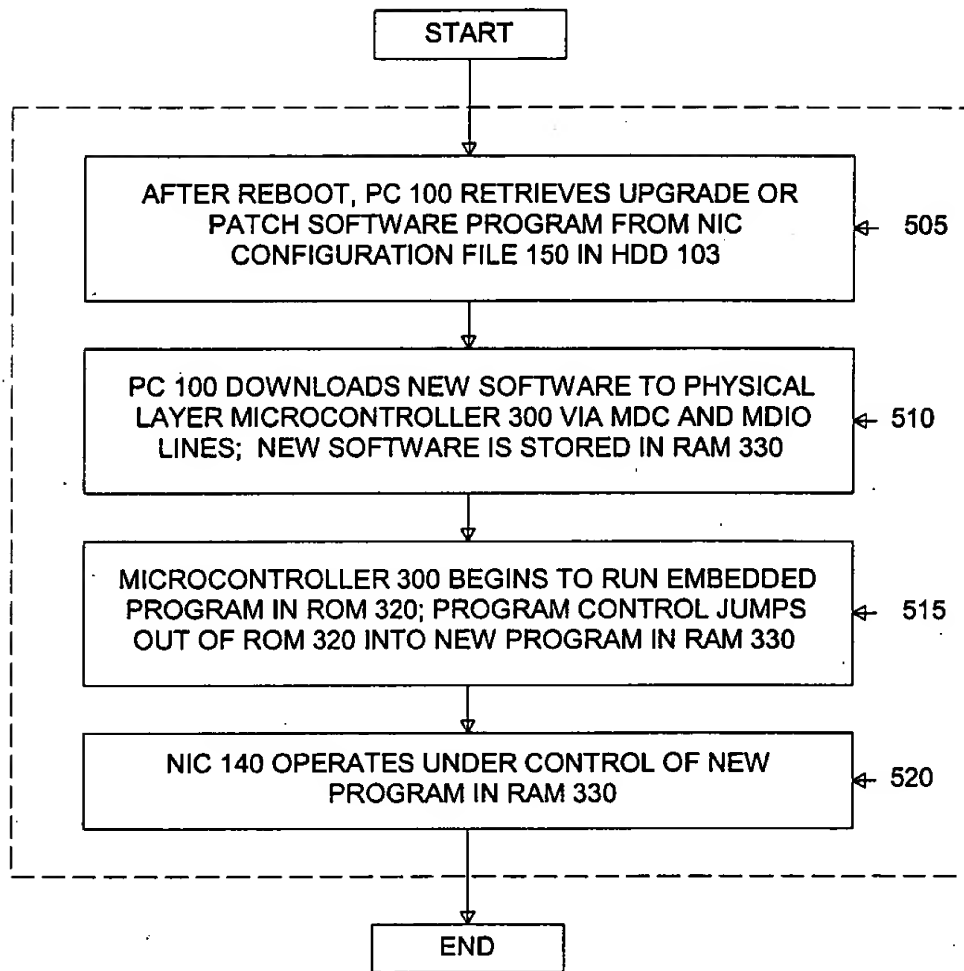 START
AFTER REBOOT, PC 100 RETRIEVES UPGRADE OR
PATCH SOFTWARE PROGRAM FROM NIC
CONFIGURATION FILE 150 IN HDD 103
505
PC 100 DOWNLOADS NEW SOFTWARE TO PHYSICAL
LAYER MICROCONTROLLER 300 VIA MDC AND MDIO
LINES; NEW SOFTWARE IS STORED IN RAM 330
510
MICROCONTROLLER 300 BEGINS TO RUN EMBEDDED
PROGRAM IN ROM 320; PROGRAM CONTROL JUMPS
OUT OF ROM 320 INTO NEW PROGRAM IN RAM 330
515
NIC 140 OPERATES UNDER CONTROL OF NEW
PROGRAM IN RAM 330
520
END